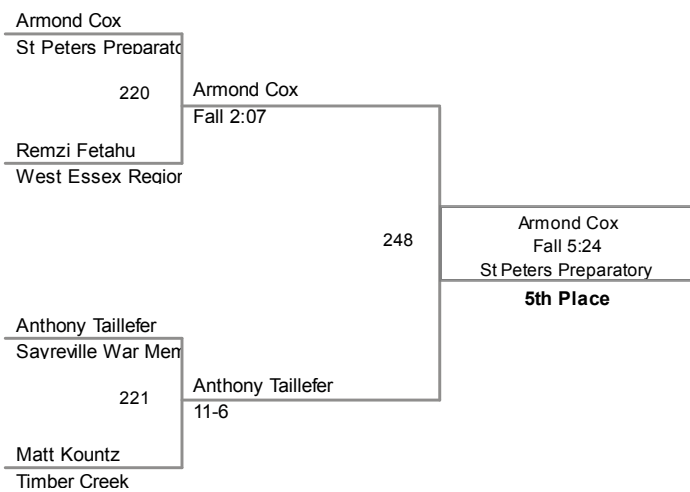 Armond Cox
St Peters Preparato
220
Armond Cox
Fall 2:07
Remzi Fetahu
West Essex Region
248
Armond Cox
Fall 5:24
St Peters Preparatory
5th Place
Anthony Taillefer
Sayreville War Mem
221
Anthony Taillefer
11-6
Matt Kountz
Timber Creek